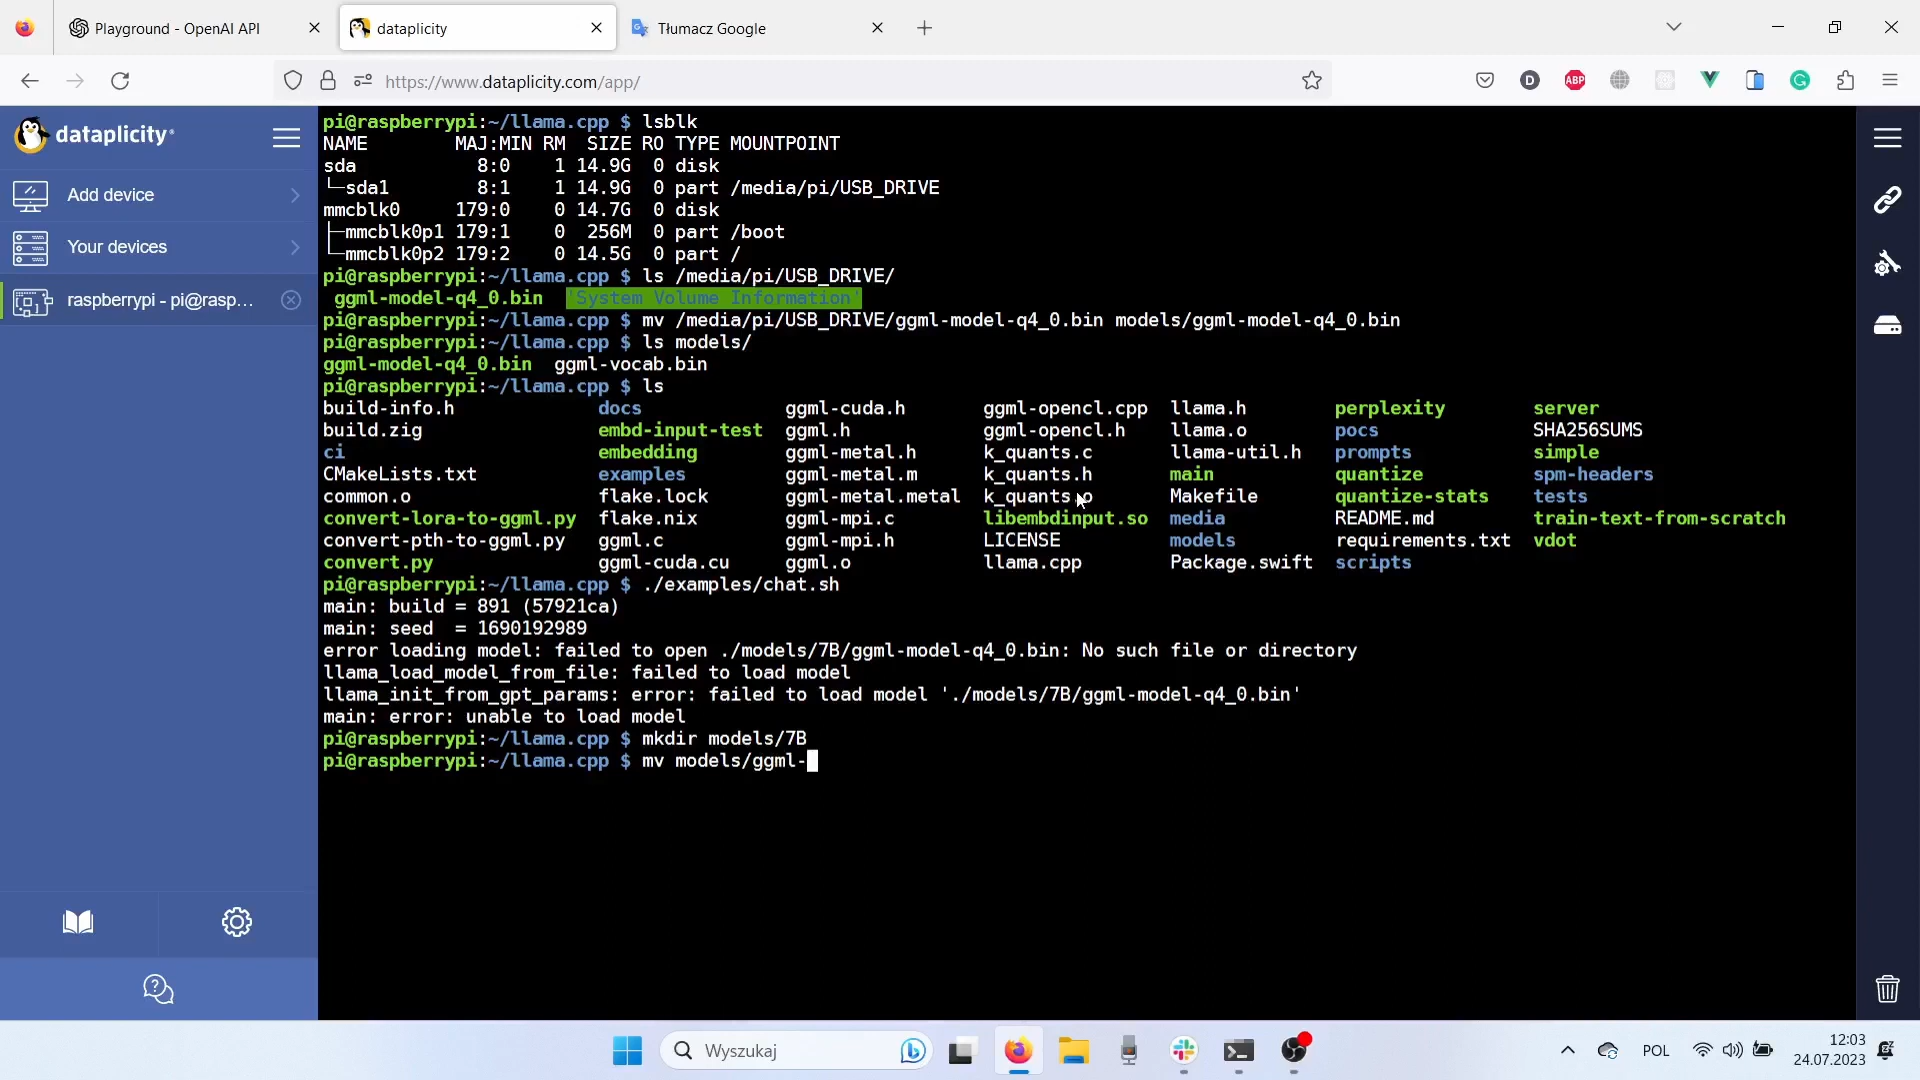 Playground - OpenAI API
dataplicity
Tłumacz Google
https://www.dataplicity.com/app/
D
ABP
dataplicity
Add device
Your devices
raspberrypi - pi@rasp...
pi@raspberrypi:~/llama.cpp $ lsblk
NAME        MAJ:MIN RM  SIZE RO TYPE MOUNTPOINT
sda           8:0    1 14.9G  0 disk
└─sda1        8:1    1 14.9G  0 part /media/pi/USB_DRIVE
mmcblk0     179:0    0 14.7G  0 disk
├─mmcblk0p1 179:1    0  256M  0 part /boot
└─mmcblk0p2 179:2    0 14.5G  0 part /
pi@raspberrypi:~/llama.cpp $ ls /media/pi/USB_DRIVE/
ggml-model-q4_0.bin  'System Volume Information'
pi@raspberrypi:~/llama.cpp $ mv /media/pi/USB_DRIVE/ggml-model-q4_0.bin models/ggml-model-q4_0.bin
pi@raspberrypi:~/llama.cpp $ ls models/
ggml-model-q4_0.bin  ggml-vocab.bin
pi@raspberrypi:~/llama.cpp $ ls
build-info.h  docs  ggml-cuda.h  ggml-opencl.cpp  llama.h  perplexity  server
build.zig  embd-input-test  ggml.h  ggml-opencl.h  llama.o  pocs  SHA256SUMS
ci  embedding  ggml-metal.h  k_quants.c  llama-util.h  prompts  simple
CMakeLists.txt  examples  ggml-metal.m  k_quants.h  main  quantize  spm-headers
common.o  flake.lock  ggml-metal.metal  k_quants.o  Makefile  quantize-stats  tests
convert-lora-to-ggml.py  flake.nix  ggml-mpi.c  libembdinput.so  media  README.md  train-text-from-scratch
convert-pth-to-ggml.py  ggml.c  ggml-mpi.h  LICENSE  models  requirements.txt  vdot
convert.py  ggml-cuda.cu  ggml.o  llama.cpp  Package.swift  scripts
pi@raspberrypi:~/llama.cpp $ ./examples/chat.sh
main: build = 891 (57921ca)
main: seed  = 1690192989
error loading model: failed to open ./models/7B/ggml-model-q4_0.bin: No such file or directory
llama_load_model_from_file: failed to load model
llama_init_from_gpt_params: error: failed to load model './models/7B/ggml-model-q4_0.bin'
main: error: unable to load model
pi@raspberrypi:~/llama.cpp $ mkdir models/7B
pi@raspberrypi:~/llama.cpp $ mv models/ggml-
Wyszukaj
POL
12:03
24.07.2023